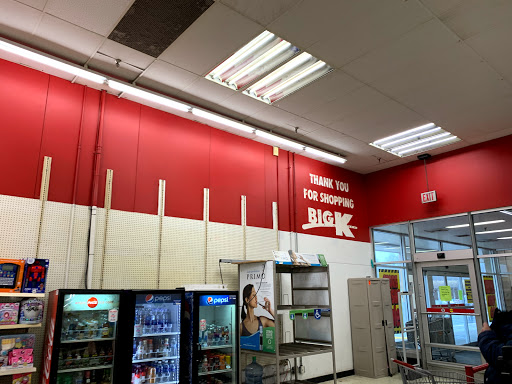 THANK YOU
FOR SHOPPING
BIG K
EXIT
PRIMO
pepsi
pepsi